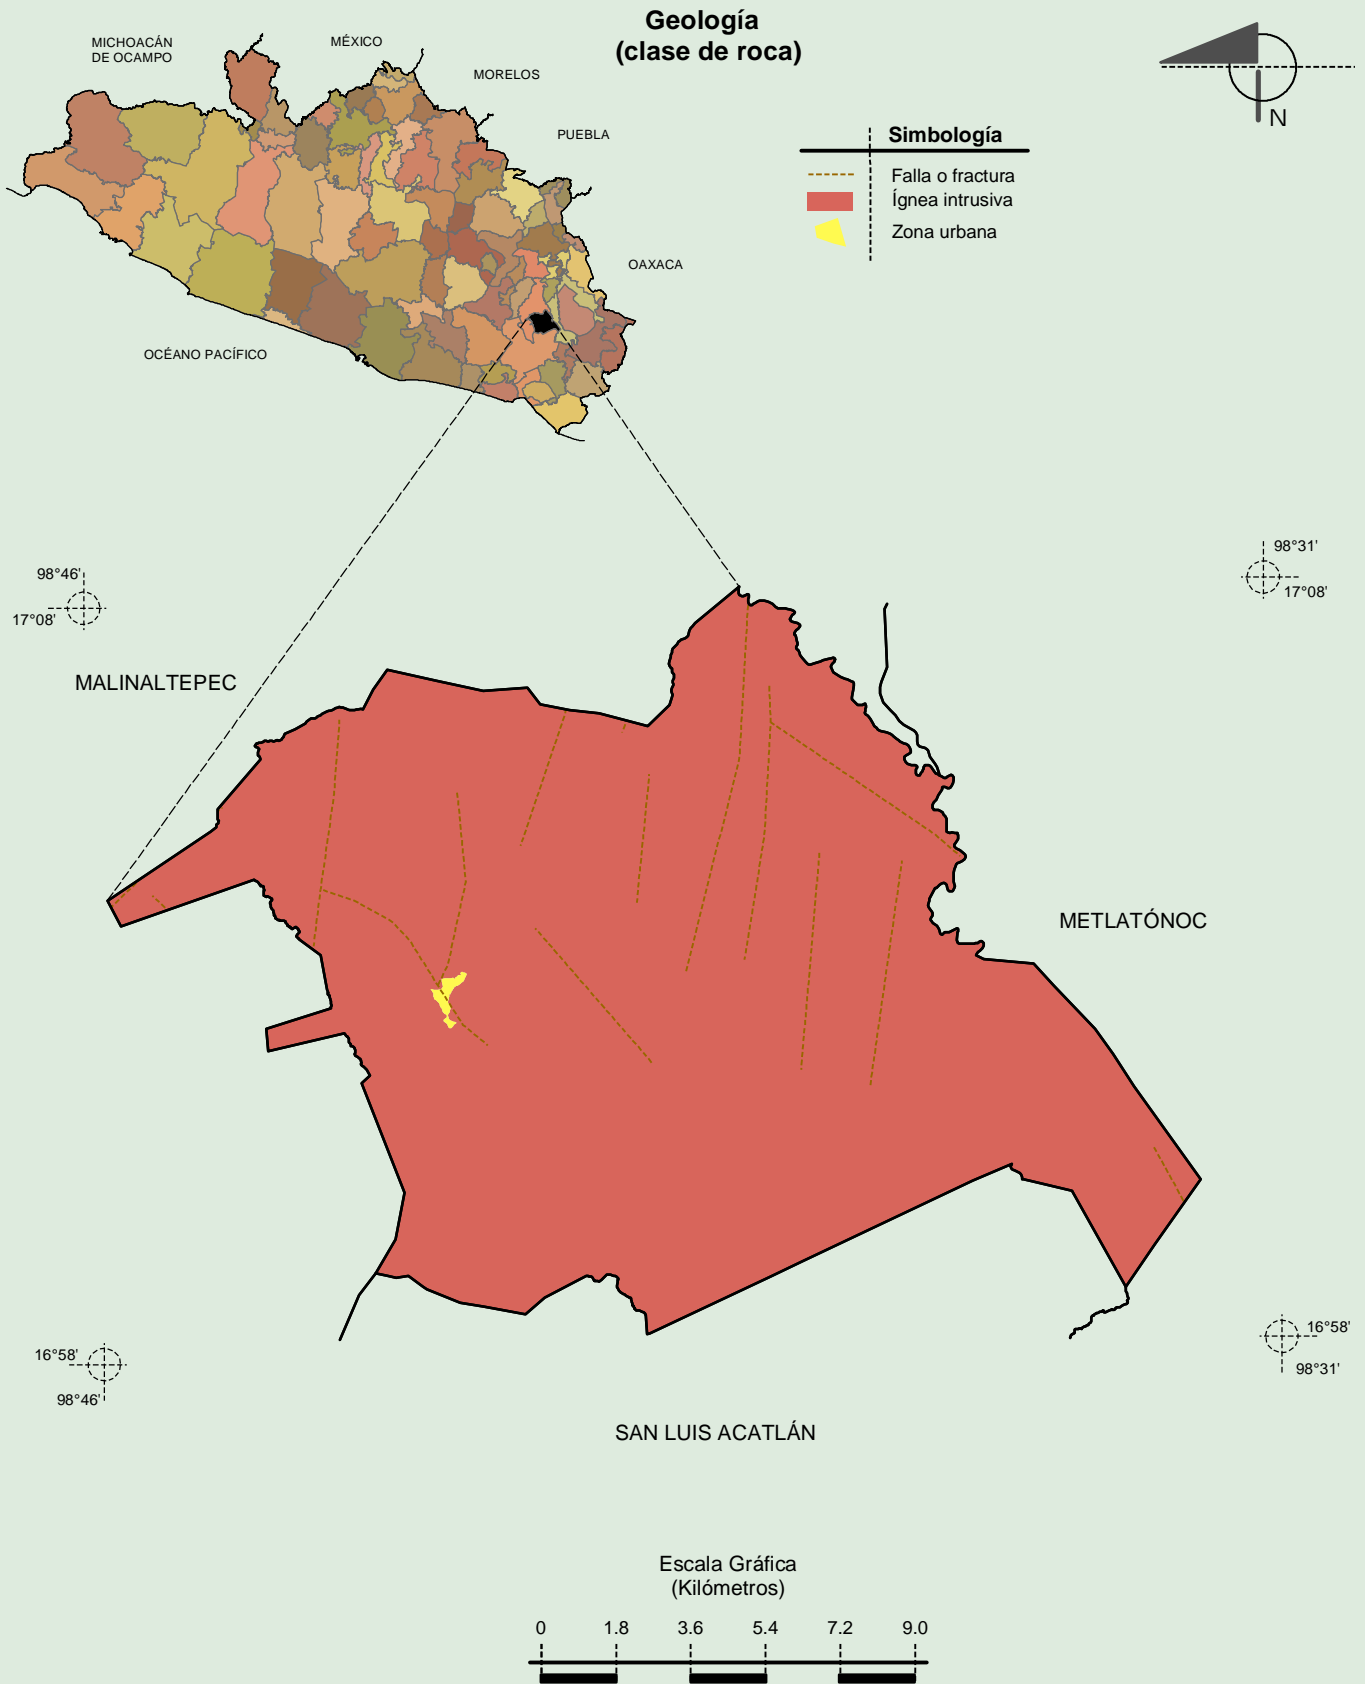 Geología
(clase de roca)
MICHOACÁN
DE OCAMPO
MÉXICO
MORELOS
PUEBLA
OAXACA
OCÉANO PACÍFICO
N
Simbología
Falla o fractura
Ígnea intrusiva
Zona urbana
98°46'
17°08'
98°31'
17°08'
MALINALTEPEC
METLATÓNOC
16°58'
98°46'
16°58'
98°31'
SAN LUIS ACATLÁN
Escala Gráfica
(Kilómetros)
0 1.8 3.6 5.4 7.2 9.0